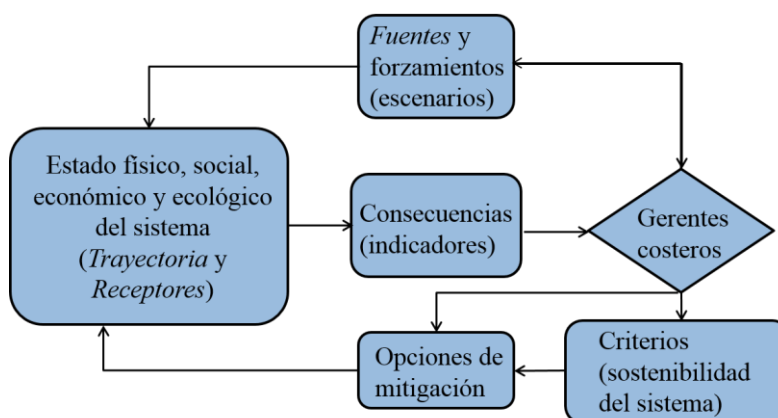 Fuentes y
forzamientos
(escenarios)
Estado físico, social,
económico y ecológico
del sistema
(Trayectoria y
Receptores)
Consecuencias
(indicadores)
Gerentes
costeros
Opciones de
mitigación
Criterios
(sostenibilidad
del sistema)